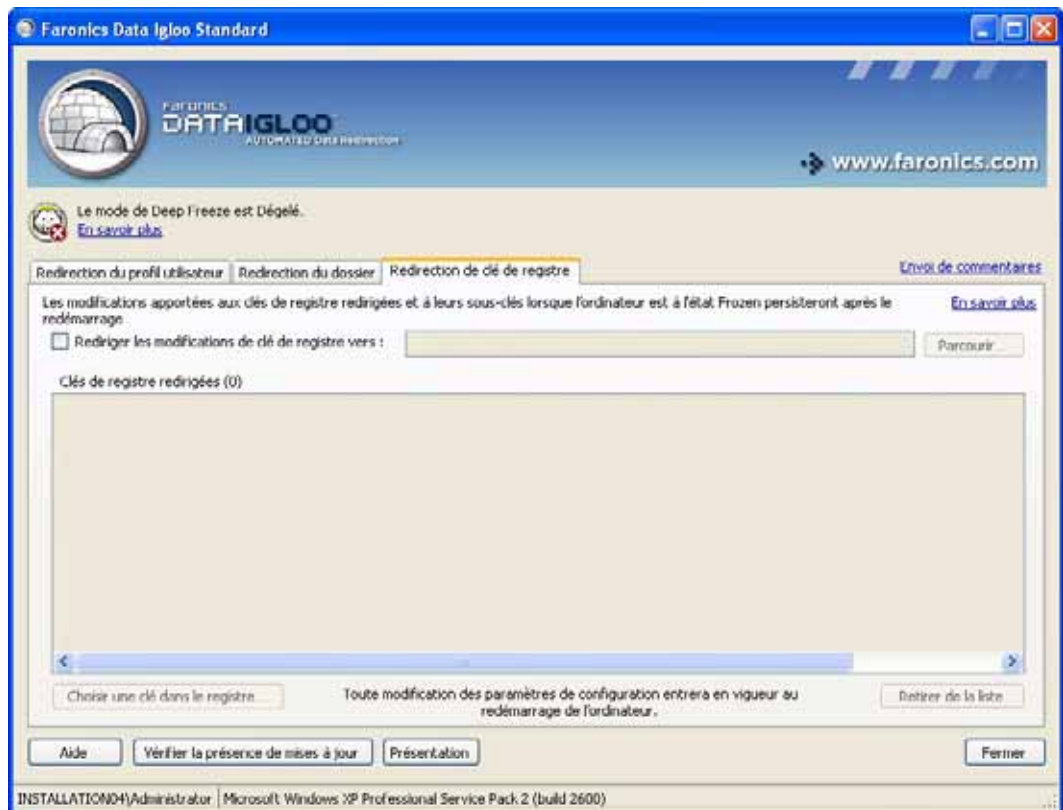 Faronics Data Igloo Standard
FARONICS
DATAIGLOO
AUTOMATED Data Redirection
www.faronics.com
Le mode de Deep Freeze est Dégelé.
En savoir plus
Redirection du profil utilisateur
Redirection du dossier
Redirection de clé de registre
Envoi de commentaires
Les modifications apportées aux clés de registre redirigées et à leurs sous-clés lorsque l'ordinateur est à l'état Frozen persisteront après le
redémarrage
En savoir plus
Rediriger les modifications de clé de registre vers :
Parcourir...
Clés de registre redirigées (0)
Choisir une clé dans le registre...
Toute modification des paramètres de configuration entrera en vigueur au
redémarrage de l'ordinateur.
Retirer de la liste
Aide
Vérifier la présence de mises à jour
Présentation
Fermer
INSTALLATION04\Administrator
Microsoft Windows XP Professional Service Pack 2 (build 2600)